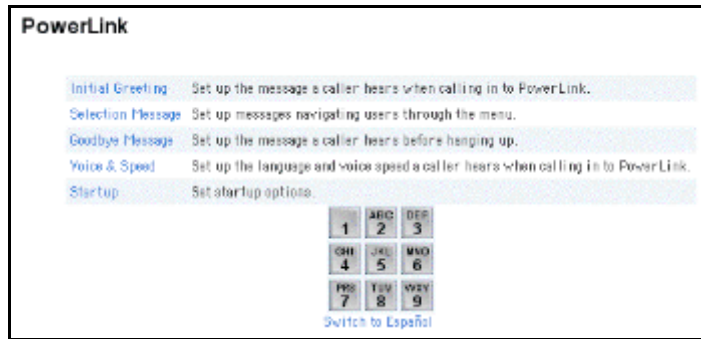 PowerLink
Initial Greeting Set up the message a caller hears when calling in to PowerLink.
Selection Message Set up messages navigating users through the menu.
Goodbye Message Set up the message a caller hears before hanging up.
Voice & Speed Set up the language and voice speed a caller hears when calling in to PowerLink.
Startup Set startup options.
ABC DEF
1 2 3
GHI JKL MNO
4 5 6
PRS TUV WXY
7 8 9
Switch to Español